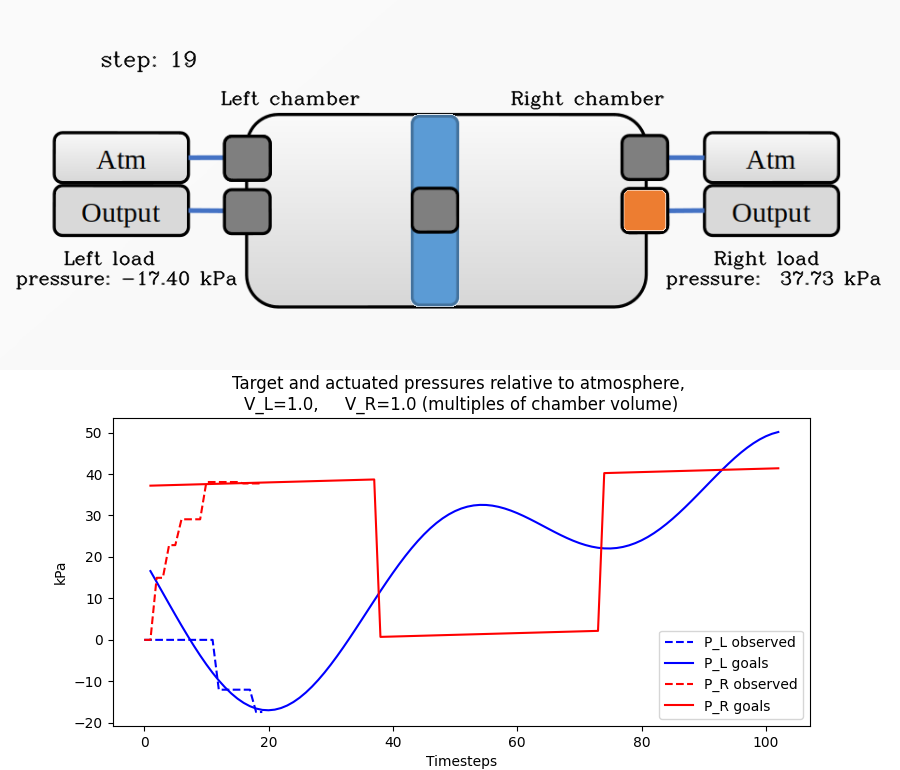 step: 19
Left chamber
Right chamber
Atm
Atm
Output
Output
Left load
pressure: −17.40 kPa
Right load
pressure: 37.73 kPa
Target and actuated pressures relative to atmosphere,
V_L=1.0, V_R=1.0 (multiples of chamber volume)
50
40
30
20
10
0
−10
−20
kPa
0 20 40 60 80 100
Timesteps
P_L observed
P_L goals
P_R observed
P_R goals